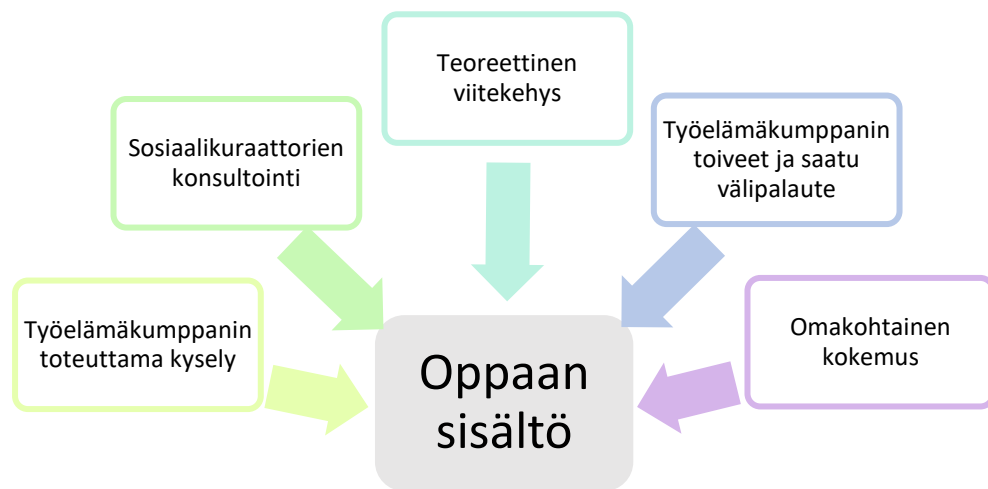 Teoreettinen
viitekehys
Sosiaalikuraattorien
konsultointi
Työelämäkumppanin
toiveet ja saatu
välipalaute
Työelämäkumppanin
toteuttama kysely
Omakohtainen
kokemus
Oppaan
sisältö